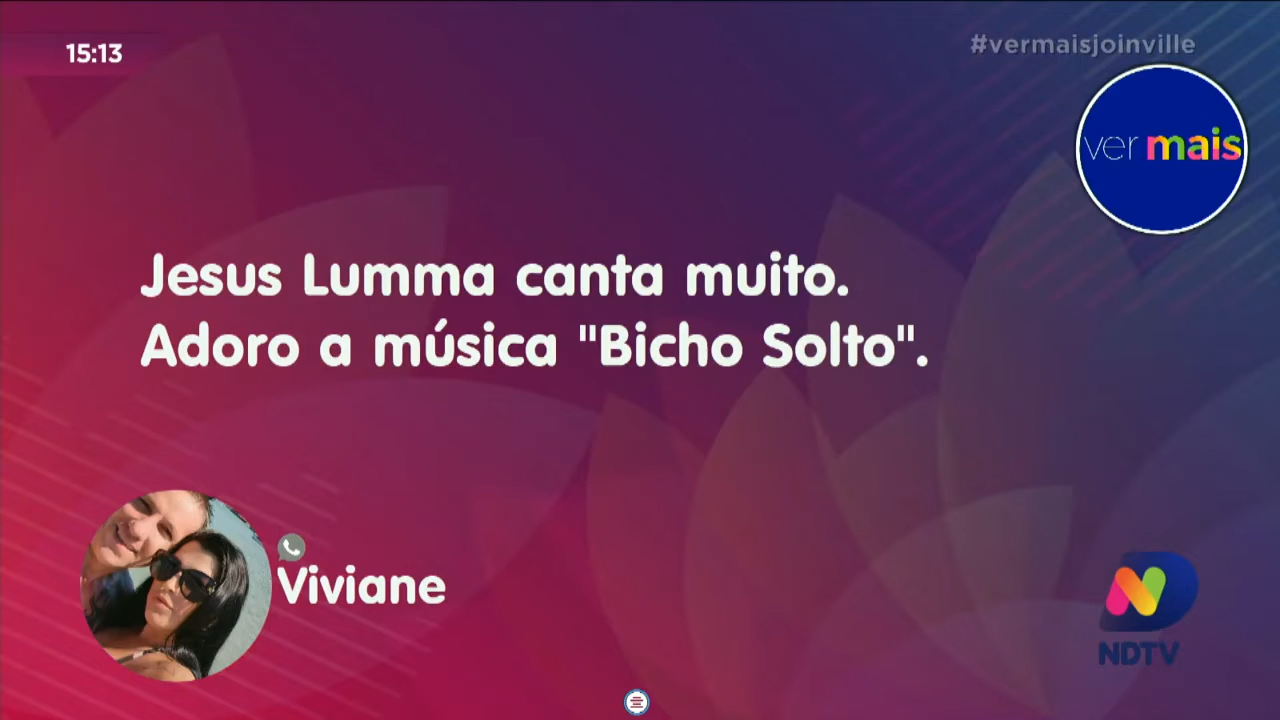 15:13
#vermaisjoinville
ver mais
Jesus Lumma canta muito.
Adoro a música "Bicho Solto".
Viviane
NDTV